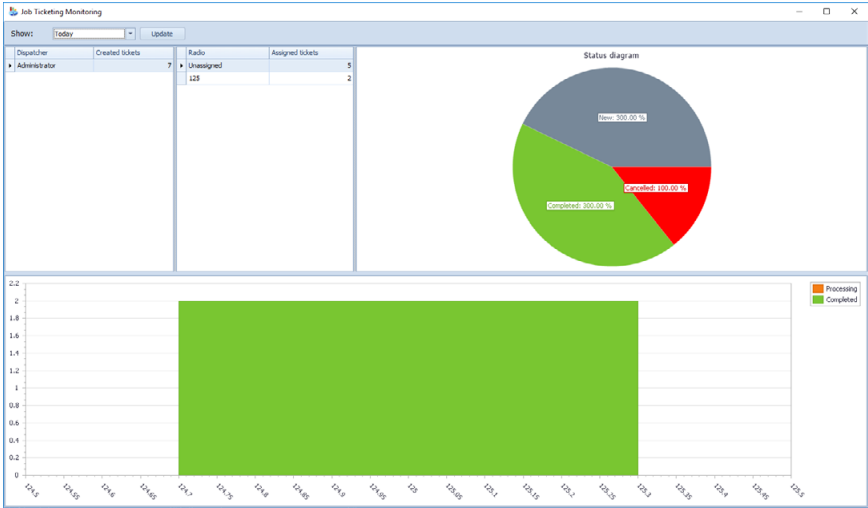 Job Ticketing Monitoring
Show: Today Update
Dispatcher Created tickets
Administrator 7
Radio Assigned tickets
Unassigned 5
125 2
Status diagram
New: 300.00 %
Cancelled: 100.00 %
Completed: 300.00 %
2.2
2
1.8
1.6
1.4
1.2
1
0.8
0.6
0.4
0.2
0
Processing
Completed
124.5 124.55 124.6 124.65 124.7 124.75 124.8 124.85 124.9 124.95 125 125.05 125.1 125.15 125.2 125.25 125.3 125.35 125.4 125.45 125.5